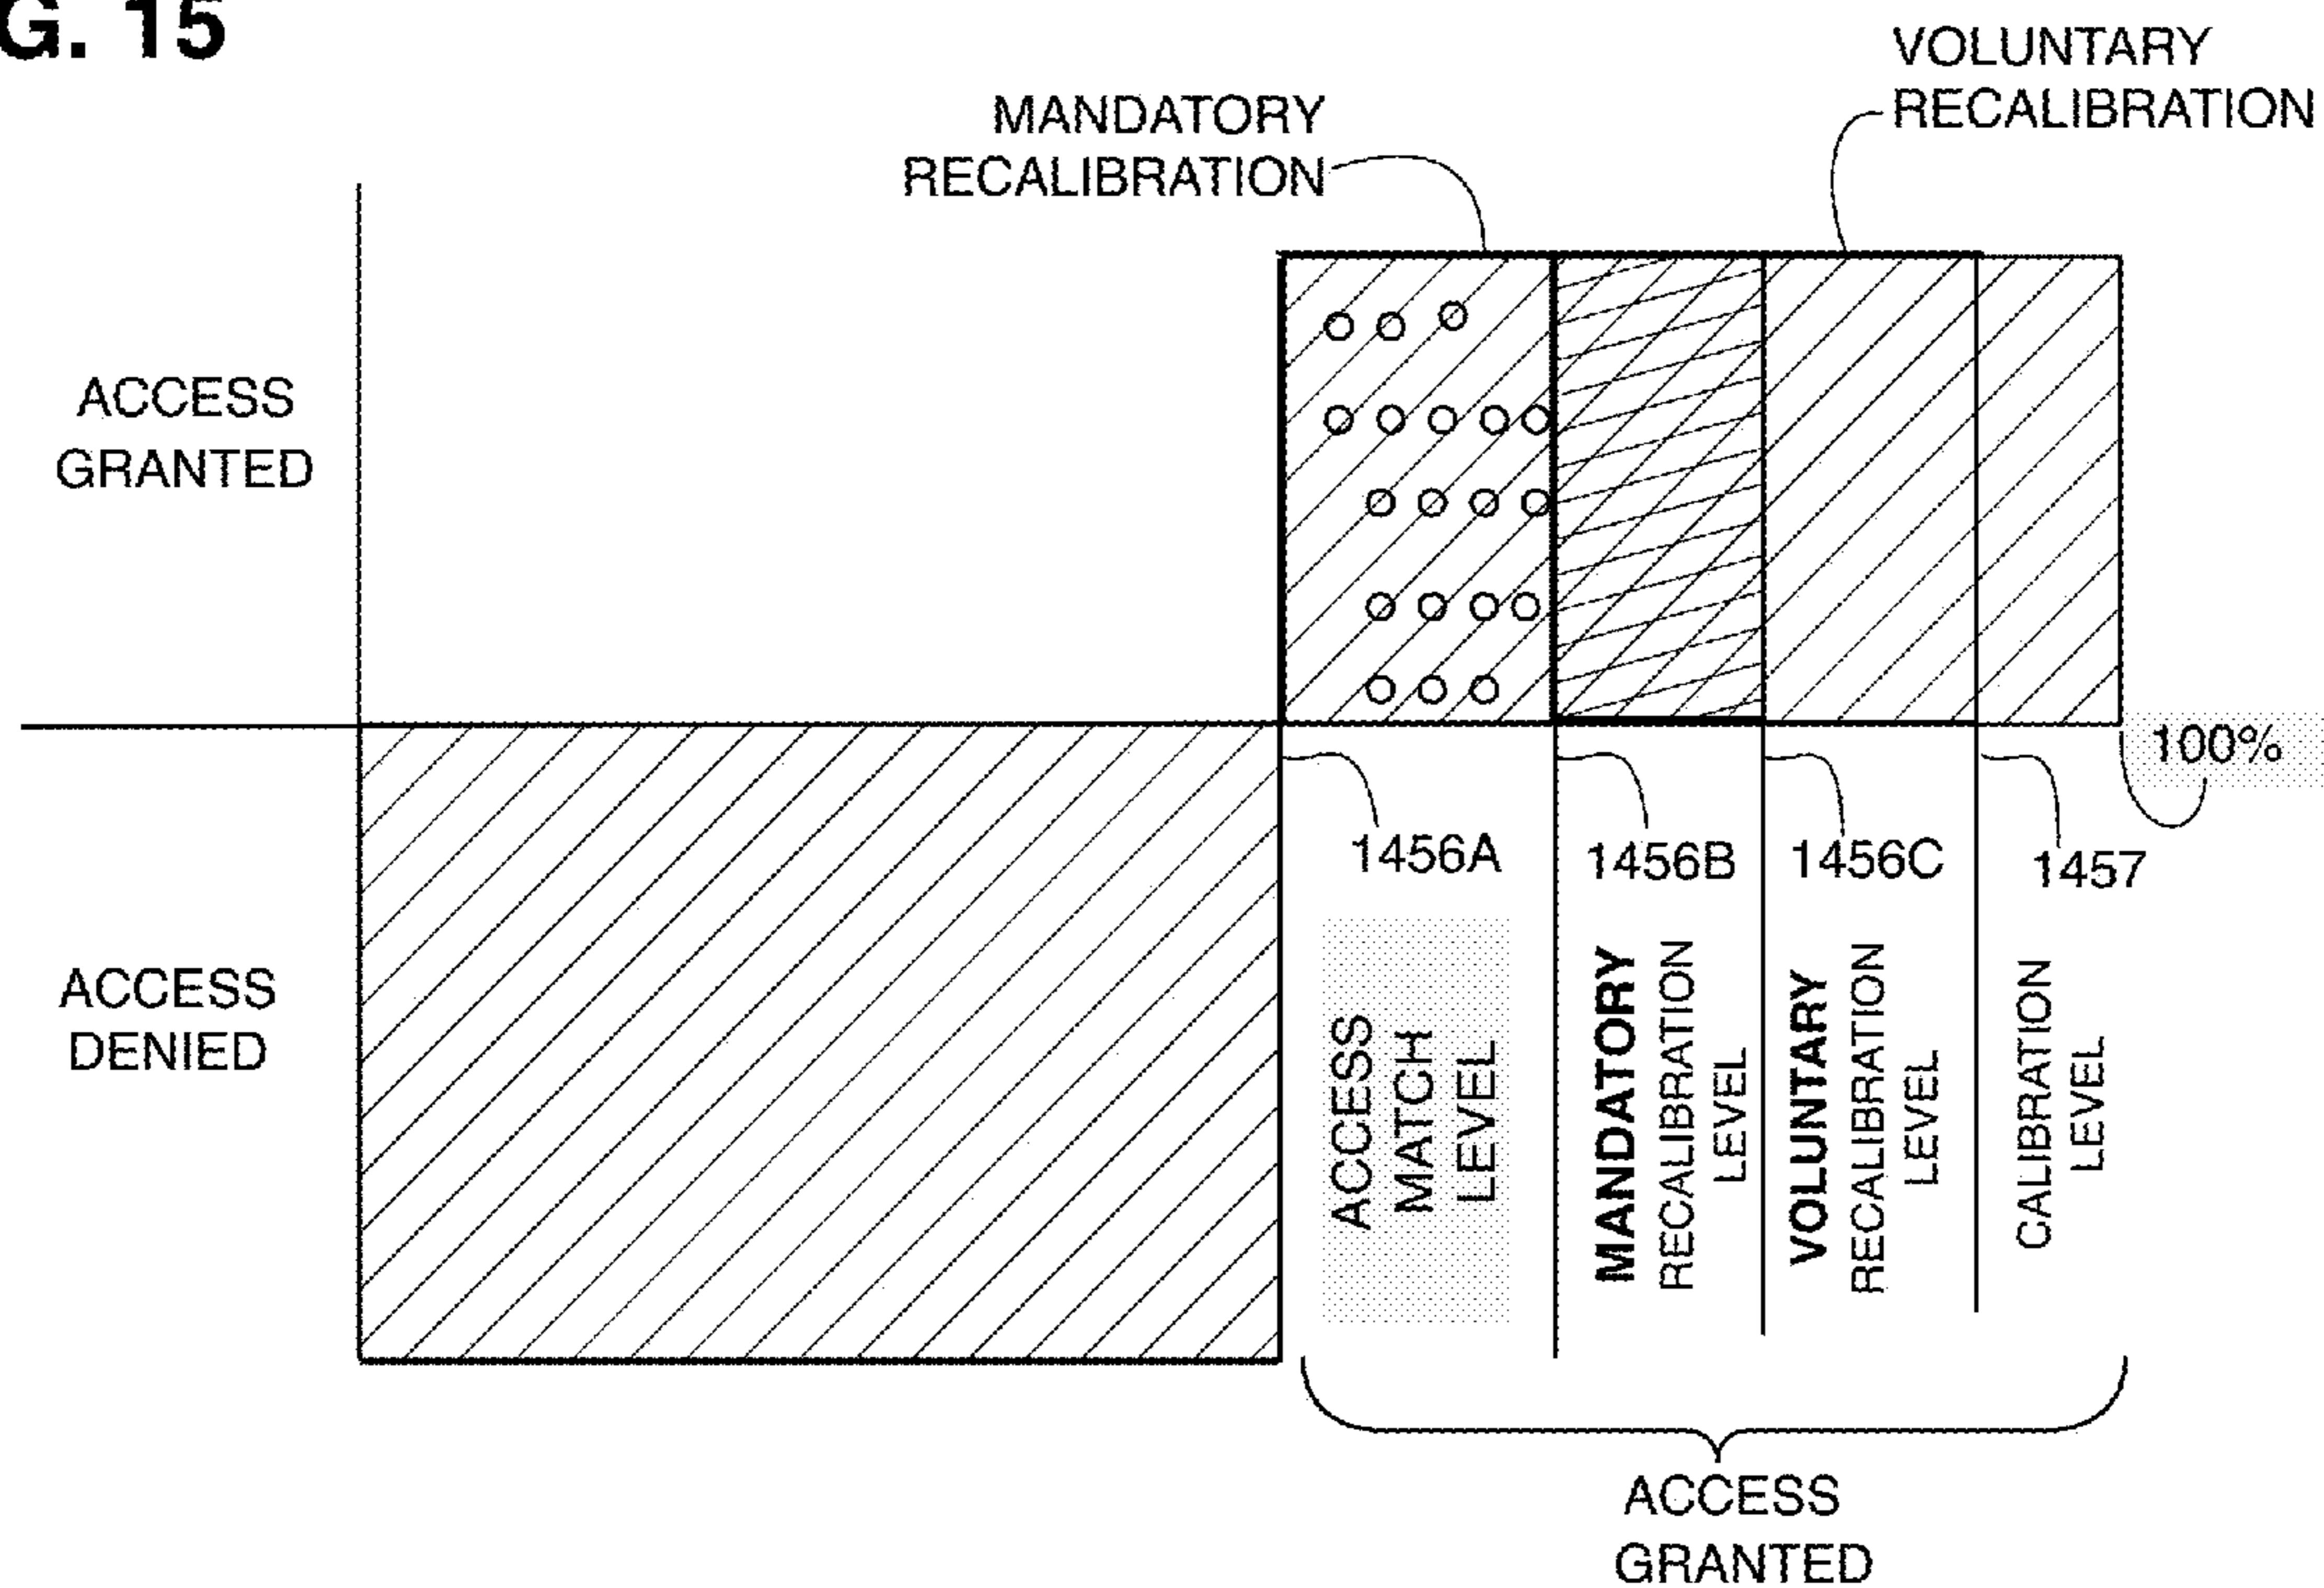 G. 15
VOLUNTARY
RECALIBRATION
MANDATORY
RECALIBRATION
ACCESS
GRANTED
100%
1456A
1456B
1456C
1457
ACCESS
DENIED
ACCESS
MATCH
LEVEL
MANDATORY
RECALIBRATION
LEVEL
VOLUNTARY
RECALIBRATION
LEVEL
CALIBRATION
LEVEL
ACCESS
GRANTED